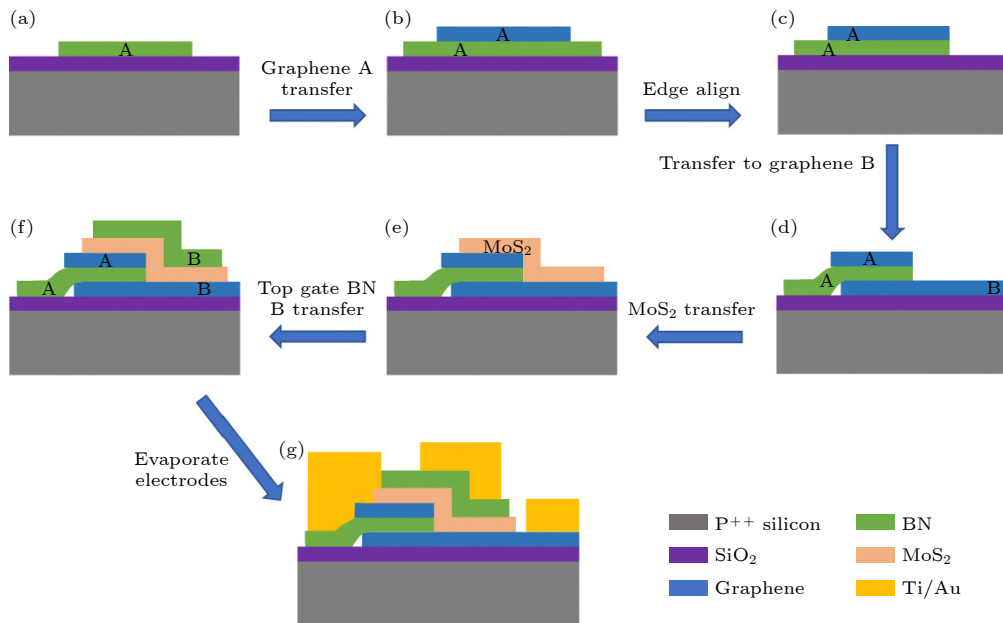 (a)
A
Graphene A
transfer
(b)
A
A
Edge align
(c)
A
A
Transfer to graphene B
(d)
A
A
B
MoS₂ transfer
(e)
MoS₂
Top gate BN
B transfer
(f)
A
B
A
B
Evaporate
electrodes
(g)
P⁺⁺ silicon
SiO₂
Graphene
BN
MoS₂
Ti/Au